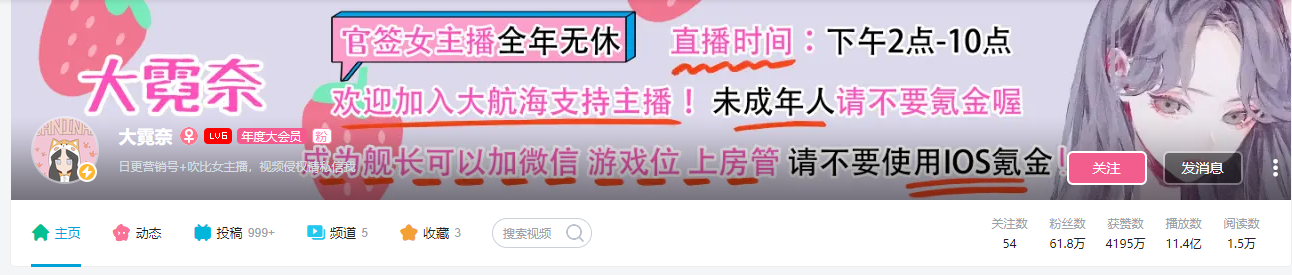 官签女主播全年无休 直播时间：下午2点-10点
大霓奈
欢迎加入大航海支持主播！ 未成年人请不要氪金喔
大霓奈 LV6 年度大会员 粉
日更营销号+吹比女主播，视频侵权请私信我
成为舰长可以加微信 游戏位 上房管 请不要使用IOS氪金！
关注 发消息
主页 动态 投稿 999+ 频道 5 收藏 3 搜索视频
关注数 粉丝数 获赞数 播放数 阅读数
54 61.8万 4195万 11.4亿 1.5万